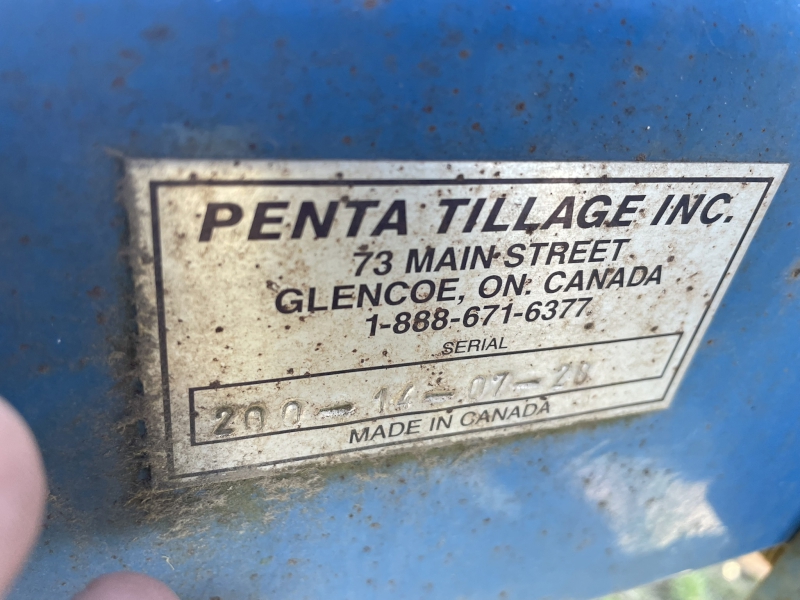 PENTA TILLAGE INC.
73 MAIN STREET
GLENCOE, ON. CANADA
1-888-671-6377
SERIAL
200-14-07-28
MADE IN CANADA